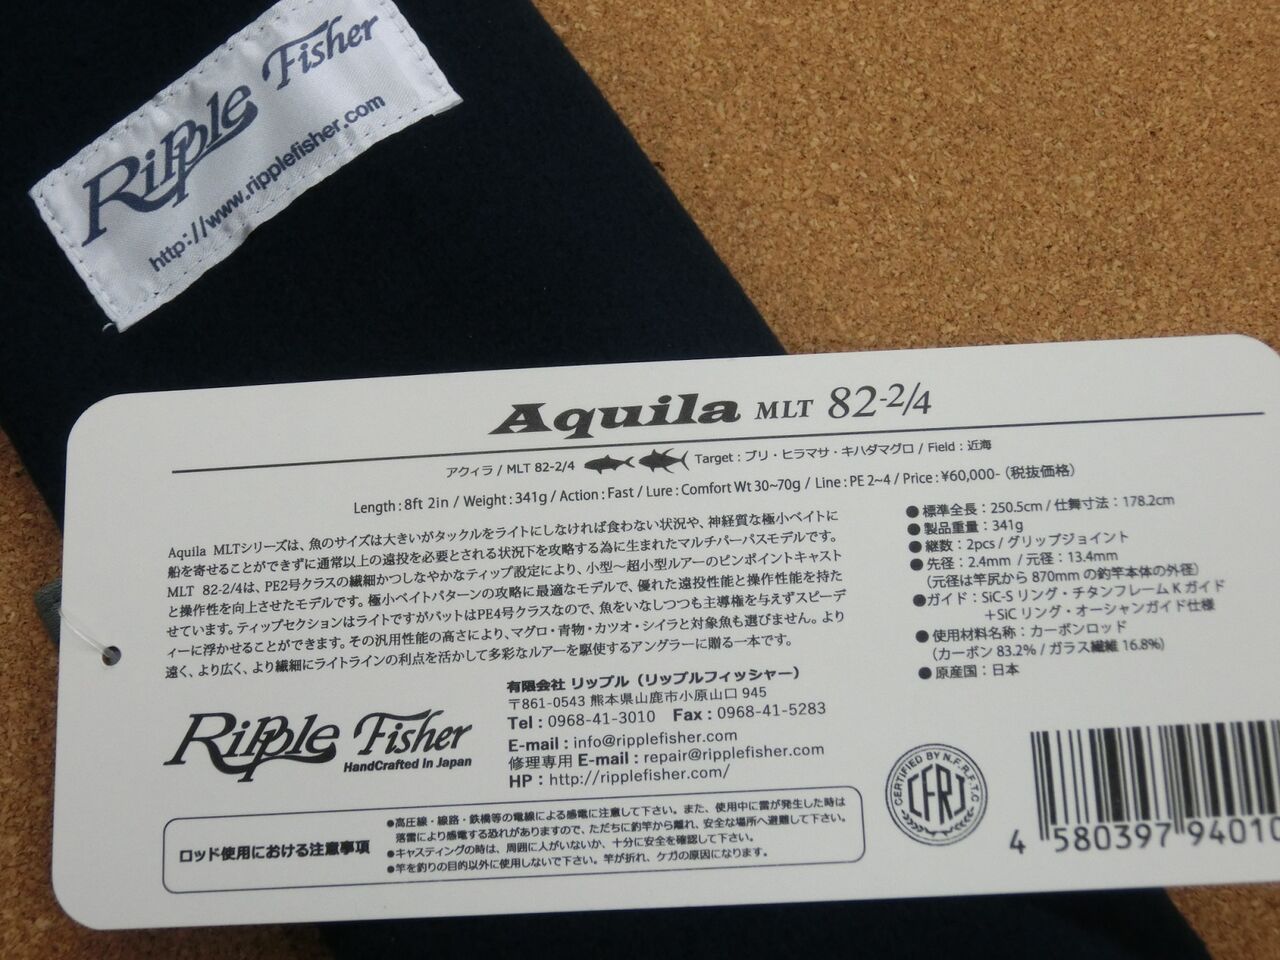 Ripple Fisher
http://www.ripplefisher.com
Aquila MLT 82-2/4
アクィラ / MLT 82-2/4 Target : ブリ・ヒラマサ・キハダマグロ / Field : 近海
Length : 8ft 2in / Weight : 341g / Action : Fast / Lure : Comfort Wt 30~70g / Line : PE 2~4 / Price : ¥60,000- (税抜価格)
Aquila MLTシリーズは、魚のサイズは大きいがタックルをライトにしなければ食わない状況や、神経質な極小ベイトに
船を寄せることができずに通常以上の遠投を必要とされる状況下を攻略する為に生まれたマルチパーパスモデルです。
MLT 82-2/4は、PE2号クラスの繊細かつしなやかなティップ設定により、小型～超小型ルアーのピンポイントキャスト
と操作性を向上させたモデルです。極小ベイトパターンの攻略に最適なモデルで、優れた遠投性能と操作性能を持た
せています。ティップセクションはライトですがバットはPE4号クラスなので、魚をいなしつつも主導権を与えずスピーデ
ィーに浮かせることができます。その汎用性能の高さにより、マグロ・青物・カツオ・シイラと対象魚も選びません。より
遠く、より広く、より繊細にライトラインの利点を活かして多彩なルアーを駆使するアングラーに贈る一本です。
●標準全長：250.5cm / 仕舞寸法：178.2cm
●製品重量：341g
●継数：2pcs / グリップジョイント
●先径：2.4mm / 元径：13.4mm
(元径は竿尻から 870mm の釣竿本体の外径)
●ガイド：SiC-S リング・チタンフレーム K ガイド
＋SiC リング・オーシャンガイド仕様
●使用材料名称：カーボンロッド
(カーボン 83.2% / ガラス繊維 16.8%)
●原産国：日本
Ripple Fisher
HandCrafted In Japan
有限会社 リップル（リップルフィッシャー）
〒861-0543 熊本県山鹿市小原山口 945
Tel : 0968-41-3010 Fax : 0968-41-5283
E-mail : info@ripplefisher.com
修理専用 E-mail : repair@ripplefisher.com
HP : http://ripplefisher.com/
CERTIFIED BY N.F.R.F.T.C
CFRJ
4 580397 94010
ロッド使用における注意事項
●高圧線・線路・鉄橋等の電線による感電に注意して下さい。また、使用中に雷が発生した時は
落雷により感電する恐れがありますので、ただちに釣竿から離れ、安全な場所へ避難して下さい。
●キャスティングの時は、周囲に人がいないか、十分に安全を確認して下さい。
●竿を釣りの目的以外に使用しないで下さい。竿が折れ、ケガの原因になります。